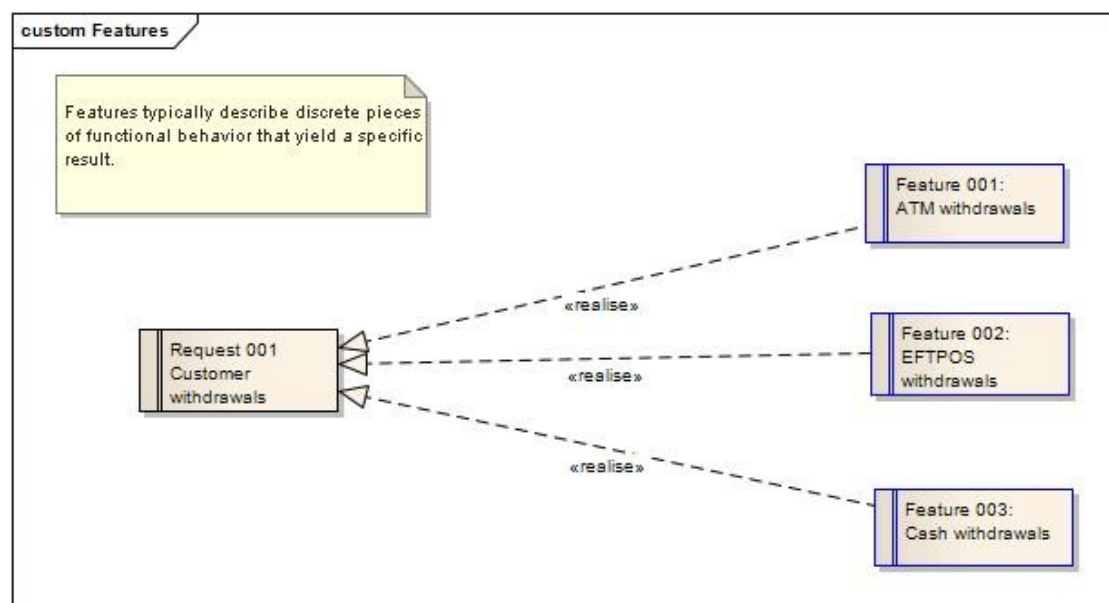 custom Features
Features typically describe discrete pieces
of functional behavior that yield a specific
result.
Feature 001:
ATM withdrawals
«realise»
Request 001
Customer
withdrawals
Feature 002:
EFTPOS
withdrawals
«realise»
«realise»
Feature 003:
Cash withdrawals